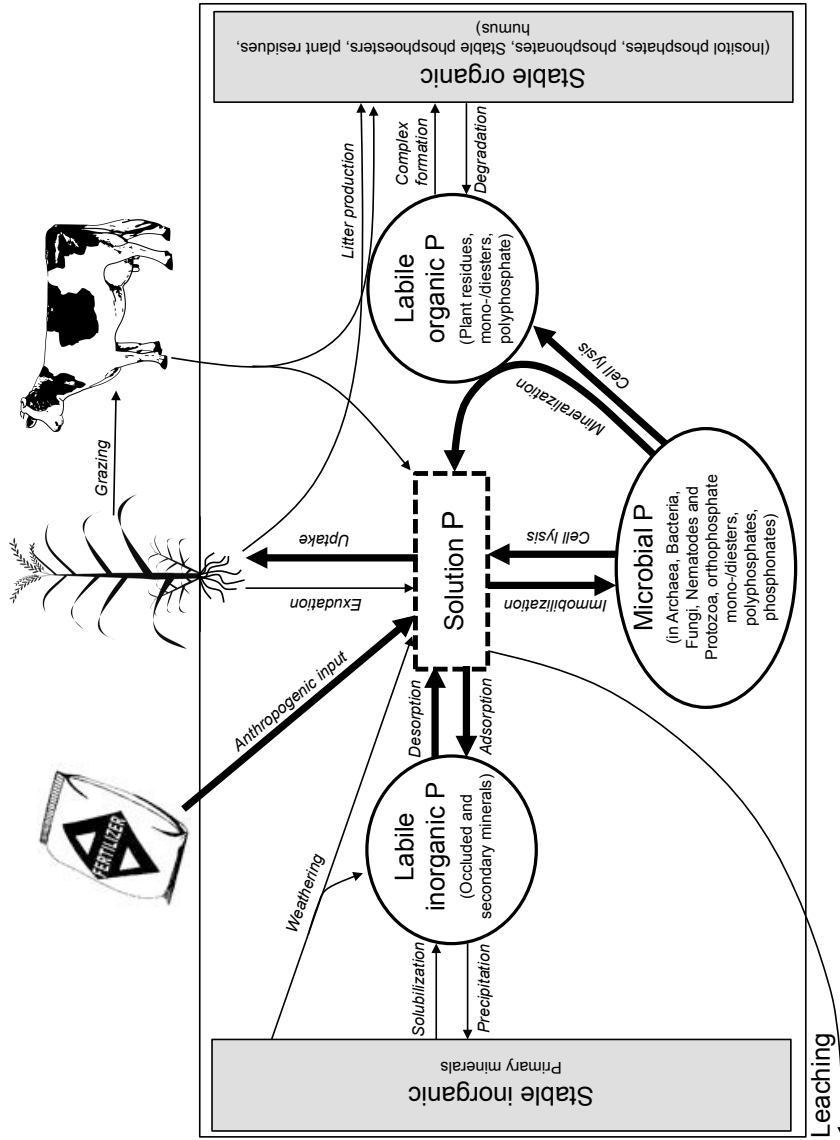 FERTILIZER
Grazing
Anthropogenic input
Exudation
Uptake
Litter production
Weathering
Stable inorganic
Primary minerals
Solubilization
Precipitation
Labile
inorganic P
(Occluded and
secondary minerals)
Desorption
Adsorption
Solution P
Immobilization
Cell lysis
Mineralization
Cell lysis
Microbial P
(in Archaea, Bacteria,
Fungi, Nematodes and
Protozoa, orthophosphate
mono-/diesters,
polyphosphates,
phosphonates)
Labile
organic P
(Plant residues,
mono-/diesters,
polyphosphate)
Complex
formation
Degradation
Stable organic
(Inositol phosphates, phosphonates, Stable phosphoesters, plant residues,
humus)
Leaching